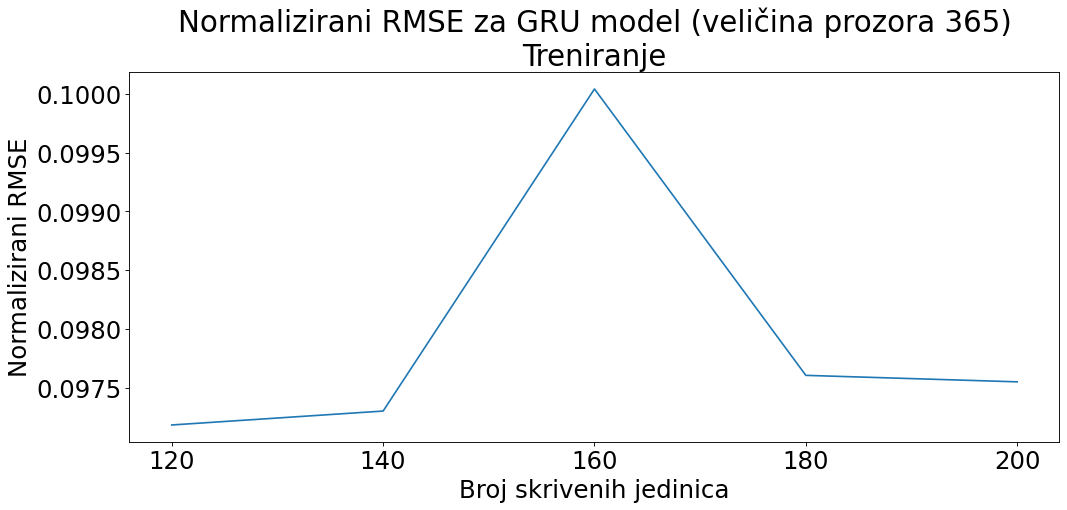 Normalizirani RMSE za GRU model (veličina prozora 365)
Treniranje
Normalizirani RMSE
0.1000
0.0995
0.0990
0.0985
0.0980
0.0975
120 140 160 180 200
Broj skrivenih jedinica